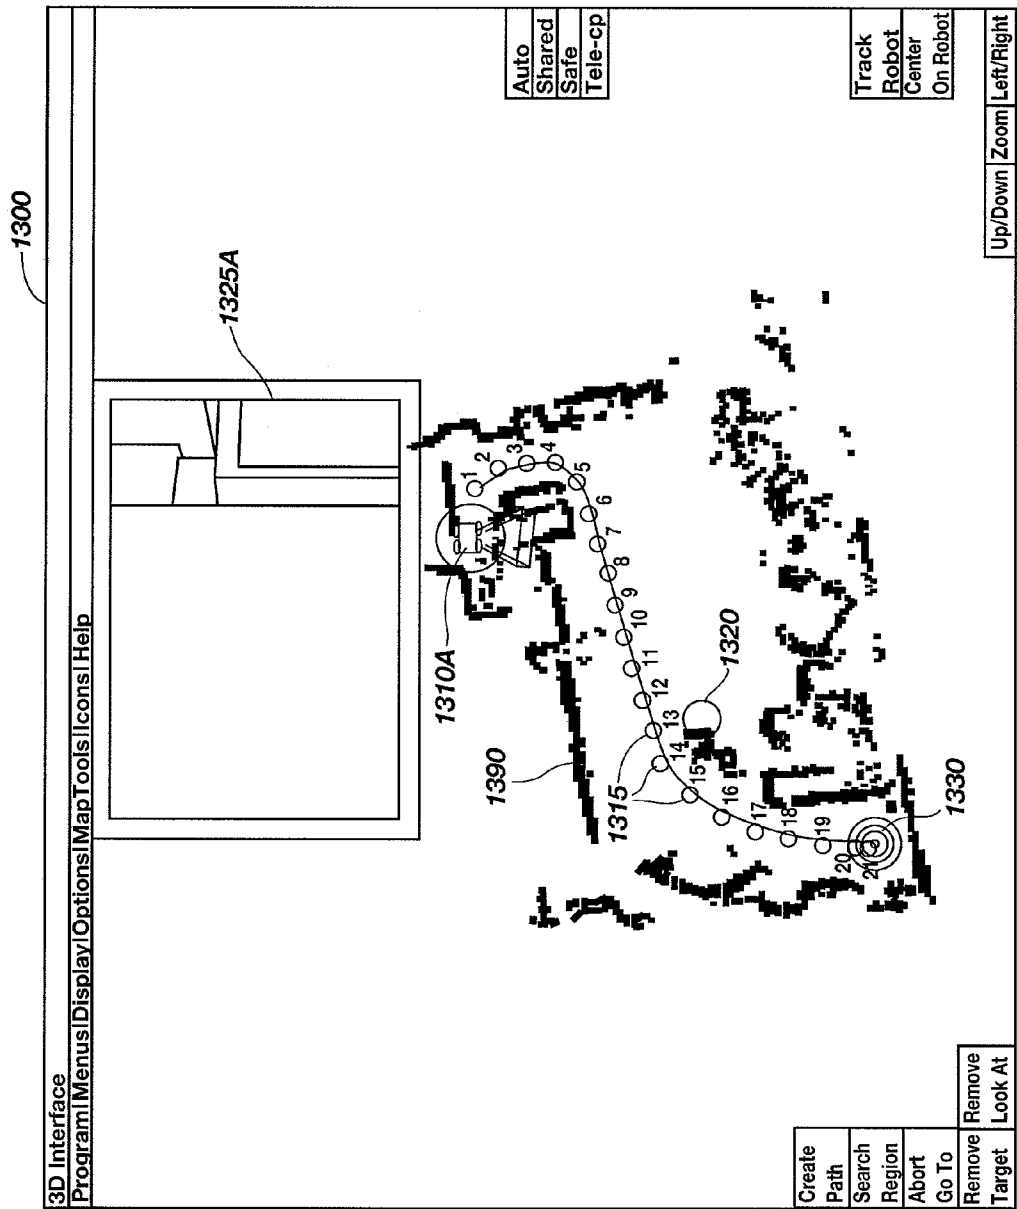 1300
3D Interface
Program|Menus|Display|Options|MapTools|Icons|Help
1325A
1310A
1390
1315
1320
1330
1
2
3
4
5
6
7
8
9
10
11
12
13
14
15
16
17
18
19
20
21
Auto
Shared
Safe
Tele-cp
Create
Path
Search
Region
Abort
Go To
Remove
Target
Remove
Look At
Track
Robot
Center
On Robot
Up/Down
Zoom
Left/Right